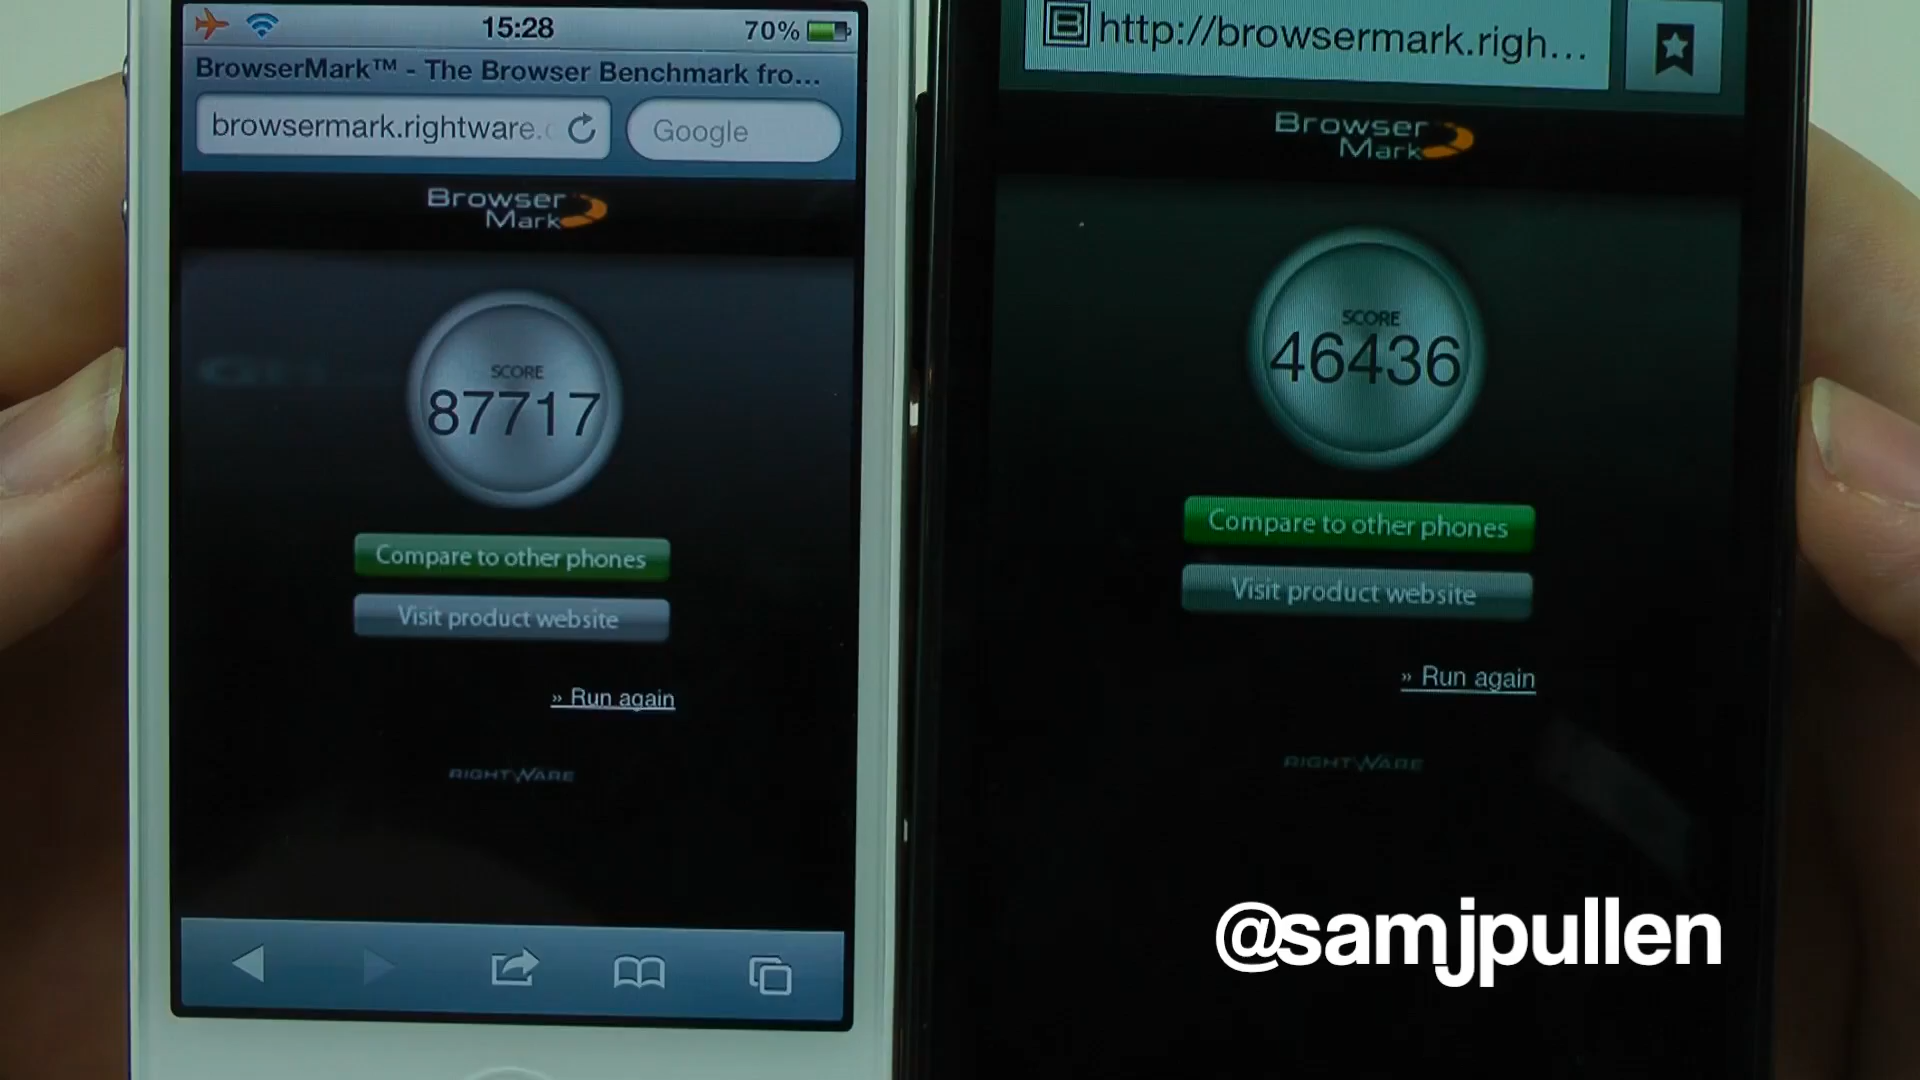 15:28
70%
BrowserMark™ - The Browser Benchmark fro...
browsermark.rightware.
Google
Browser
Mark
SCORE
87717
Compare to other phones
Visit product website
» Run again
RIGHTWARE
http://browsermark.righ...
Browser
Mark
SCORE
46436
Compare to other phones
Visit product website
» Run again
RIGHTWARE
@samjpullen